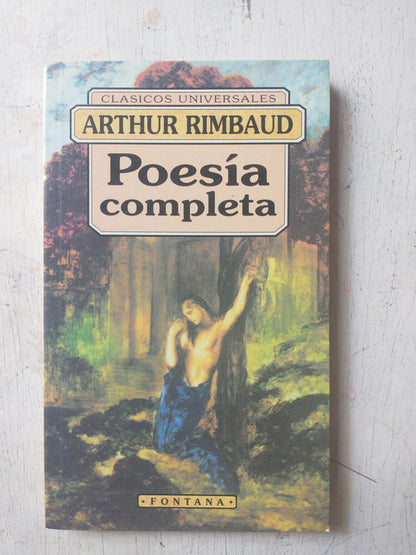 CLASICOS UNIVERSALES
ARTHUR RIMBAUD
Poesía
completa
• FONTANA •